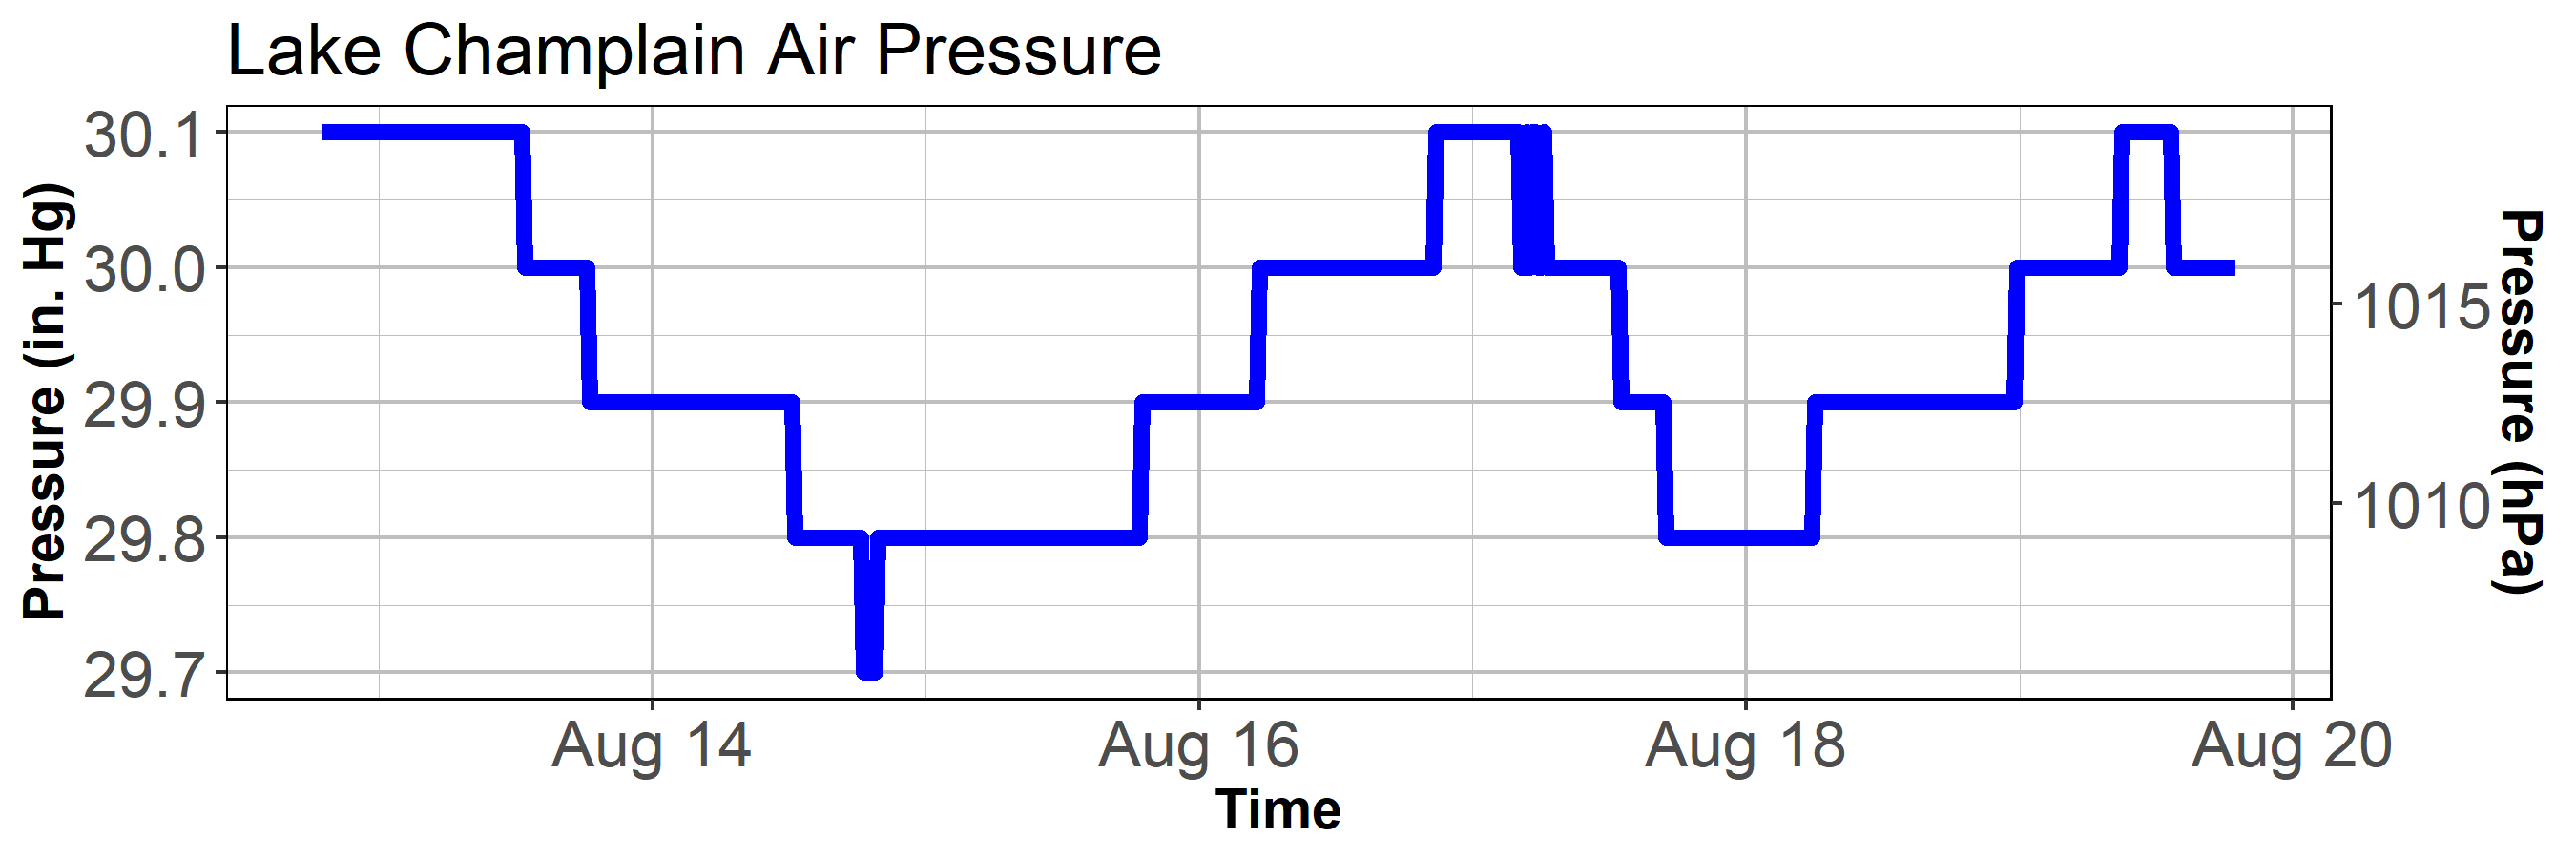 Lake Champlain Air Pressure
Pressure (in. Hg)
30.1
30.0
29.9
29.8
29.7
1015
1010
Pressure (hPa)
Aug 14
Aug 16
Aug 18
Aug 20
Time